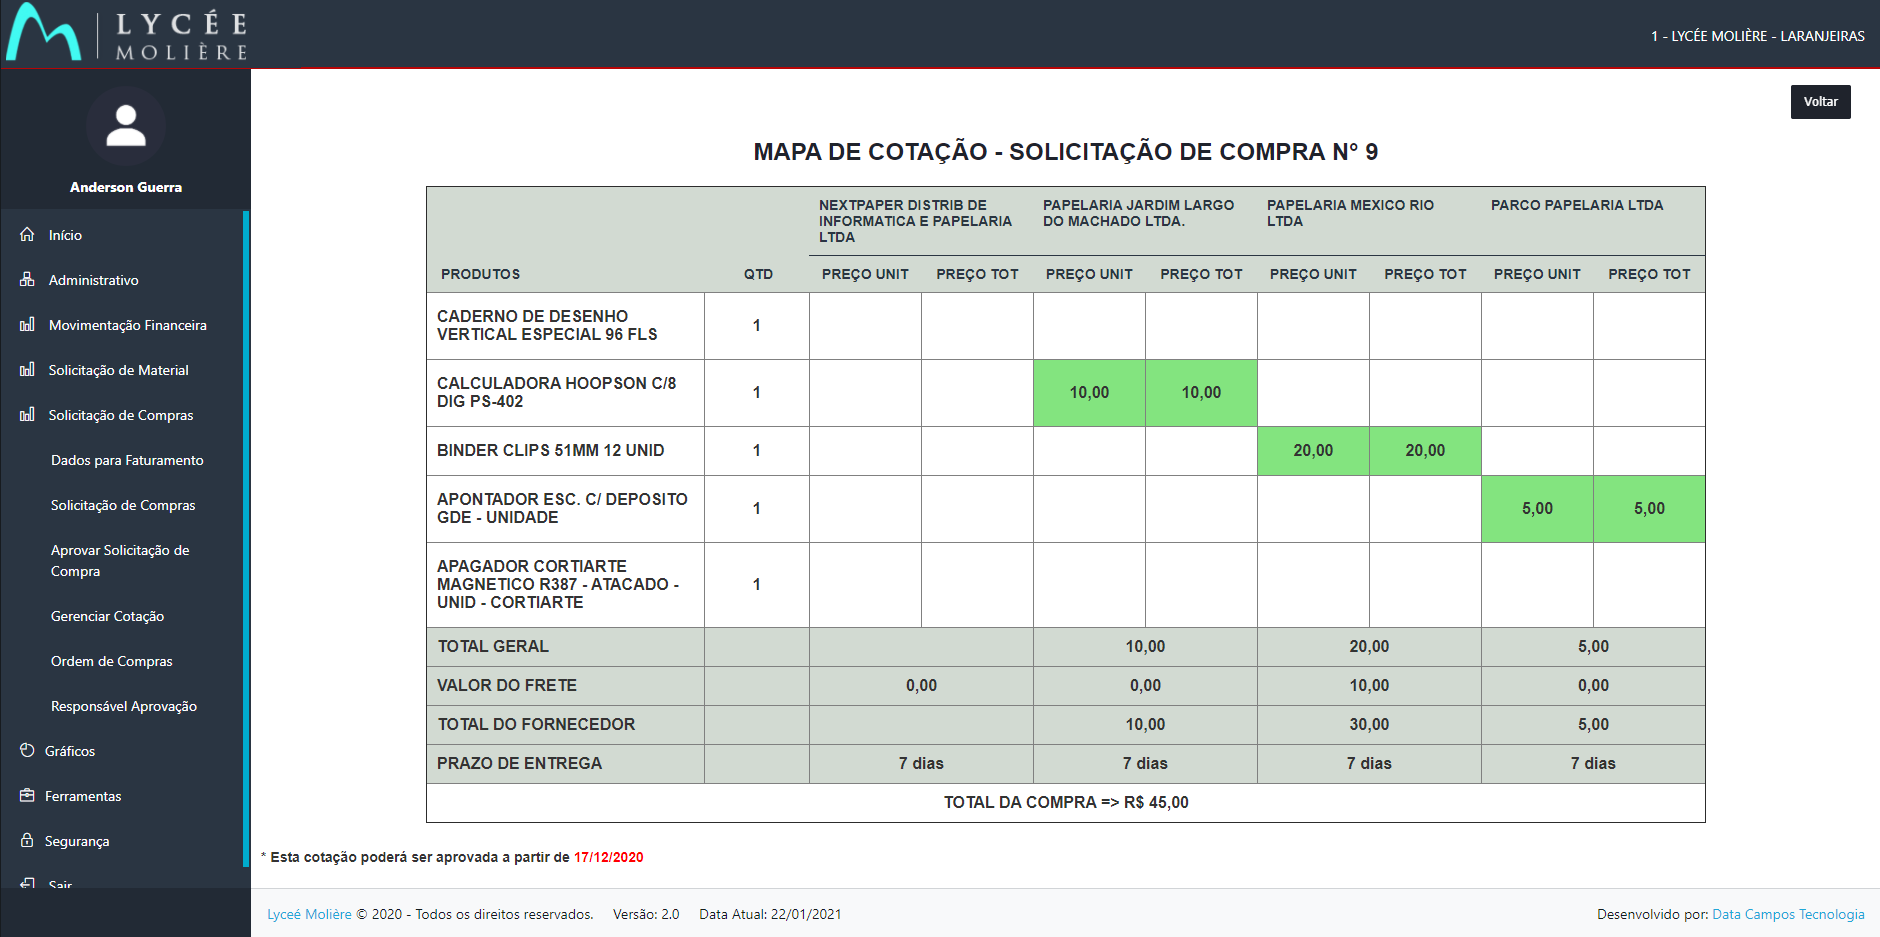 LYCÉE
MOLIÈRE
1 - LYCÉE MOLIÈRE - LARANJEIRAS
Anderson Guerra
Início
Administrativo
Movimentação Financeira
Solicitação de Material
Solicitação de Compras
Dados para Faturamento
Solicitação de Compras
Aprovar Solicitação de
Compra
Gerenciar Cotação
Ordem de Compras
Responsável Aprovação
Gráficos
Ferramentas
Segurança
Sair
Voltar
MAPA DE COTAÇÃO - SOLICITAÇÃO DE COMPRA N° 9
NEXTPAPER DISTRIB DE
INFORMATICA E PAPELARIA
LTDA
PAPELARIA JARDIM LARGO
DO MACHADO LTDA.
PAPELARIA MEXICO RIO
LTDA
PARCO PAPELARIA LTDA
PRODUTOS QTD PREÇO UNIT PREÇO TOT PREÇO UNIT PREÇO TOT PREÇO UNIT PREÇO TOT PREÇO UNIT PREÇO TOT
CADERNO DE DESENHO
VERTICAL ESPECIAL 96 FLS
1
CALCULADORA HOOPSON C/8
DIG PS-402
1 10,00 10,00
BINDER CLIPS 51MM 12 UNID 1 20,00 20,00
APONTADOR ESC. C/ DEPOSITO
GDE - UNIDADE
1 5,00 5,00
APAGADOR CORTIARTE
MAGNETICO R387 - ATACADO -
UNID - CORTIARTE
1
TOTAL GERAL 10,00 20,00 5,00
VALOR DO FRETE 0,00 0,00 10,00 0,00
TOTAL DO FORNECEDOR 10,00 30,00 5,00
PRAZO DE ENTREGA 7 dias 7 dias 7 dias 7 dias
TOTAL DA COMPRA => R$ 45,00
* Esta cotação poderá ser aprovada a partir de 17/12/2020
Lyceé Molière © 2020 - Todos os direitos reservados. Versão: 2.0 Data Atual: 22/01/2021
Desenvolvido por: Data Campos Tecnologia